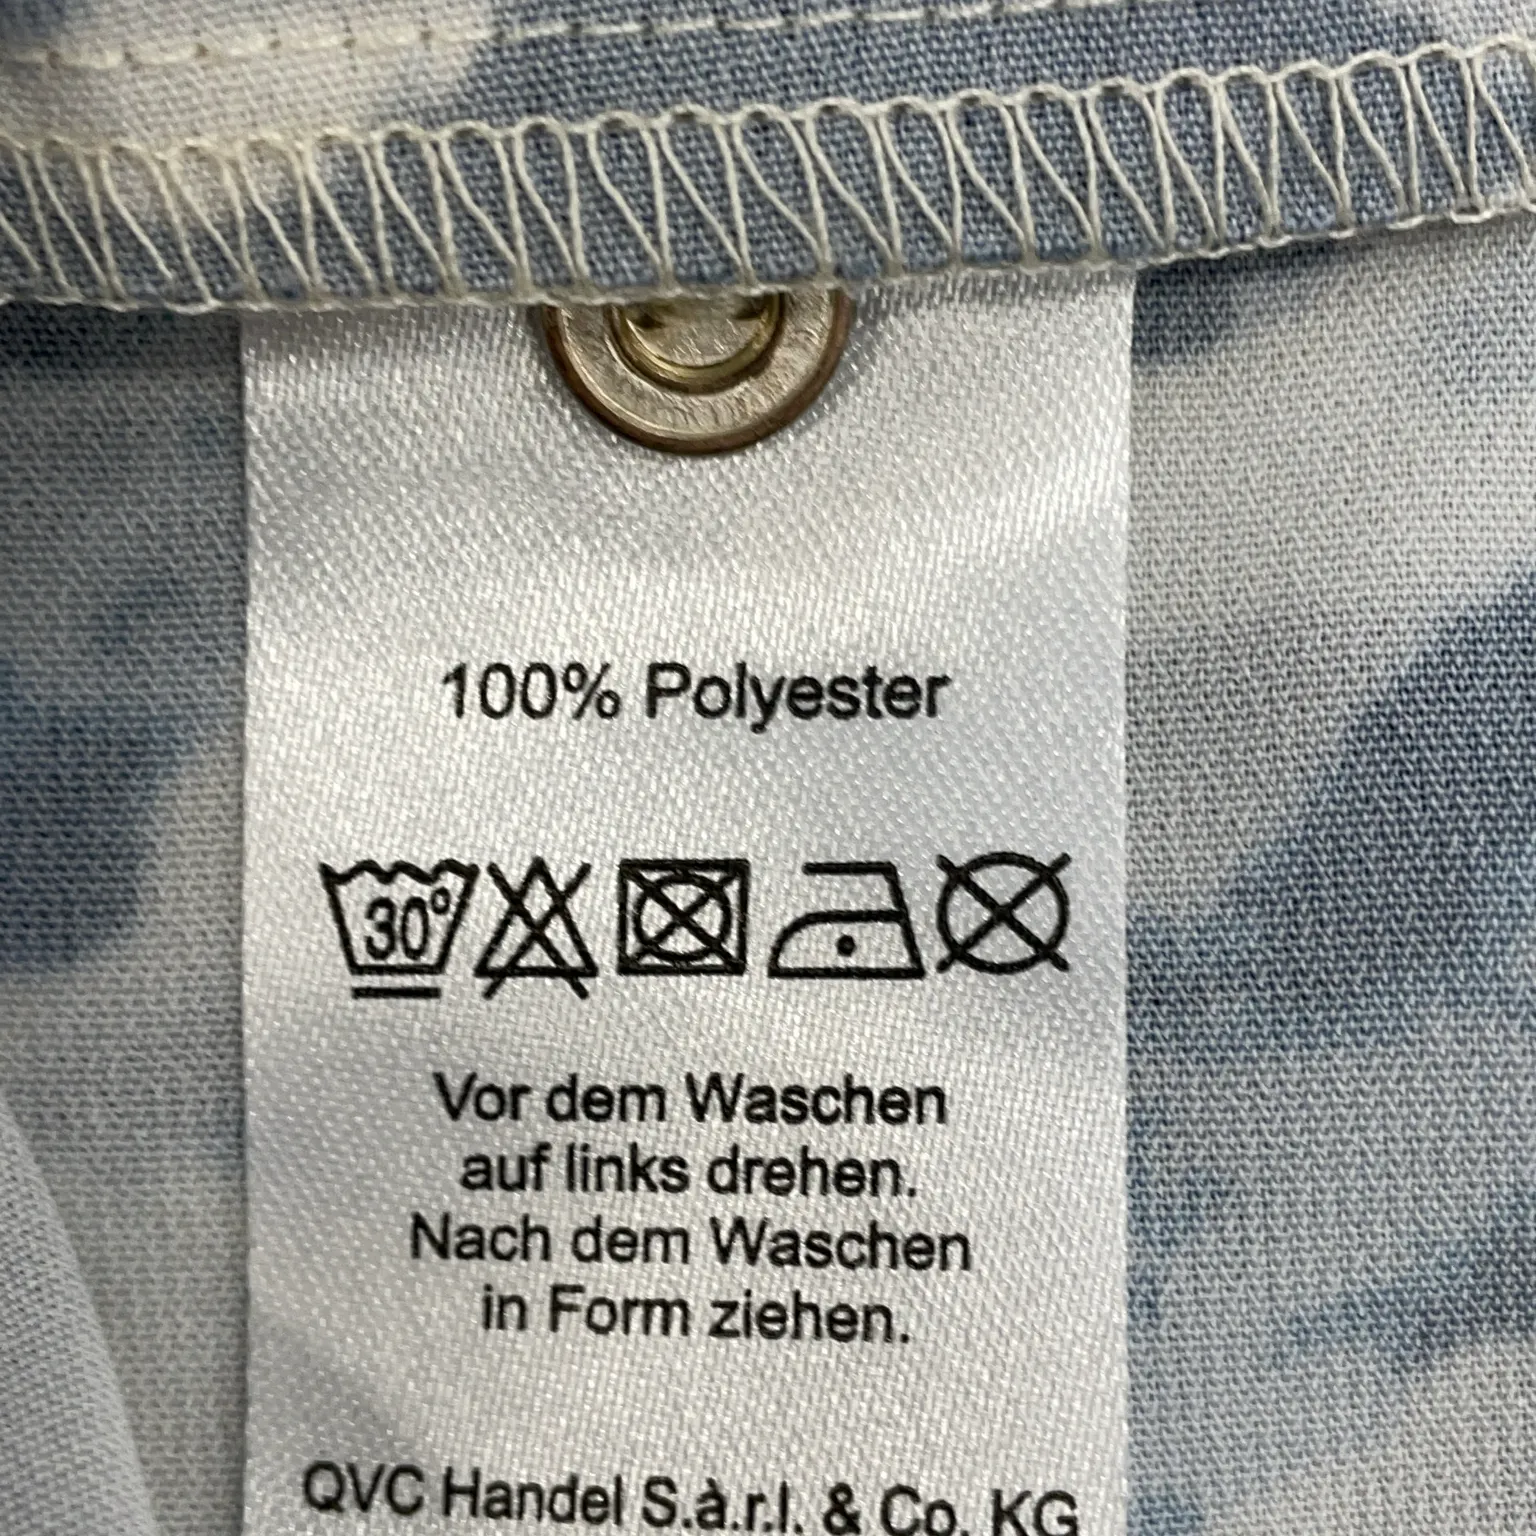 100% Polyester
30°
Vor dem Waschen
auf links drehen.
Nach dem Waschen
in Form ziehen.
QVC Handel S.à.r.l. & Co. KG